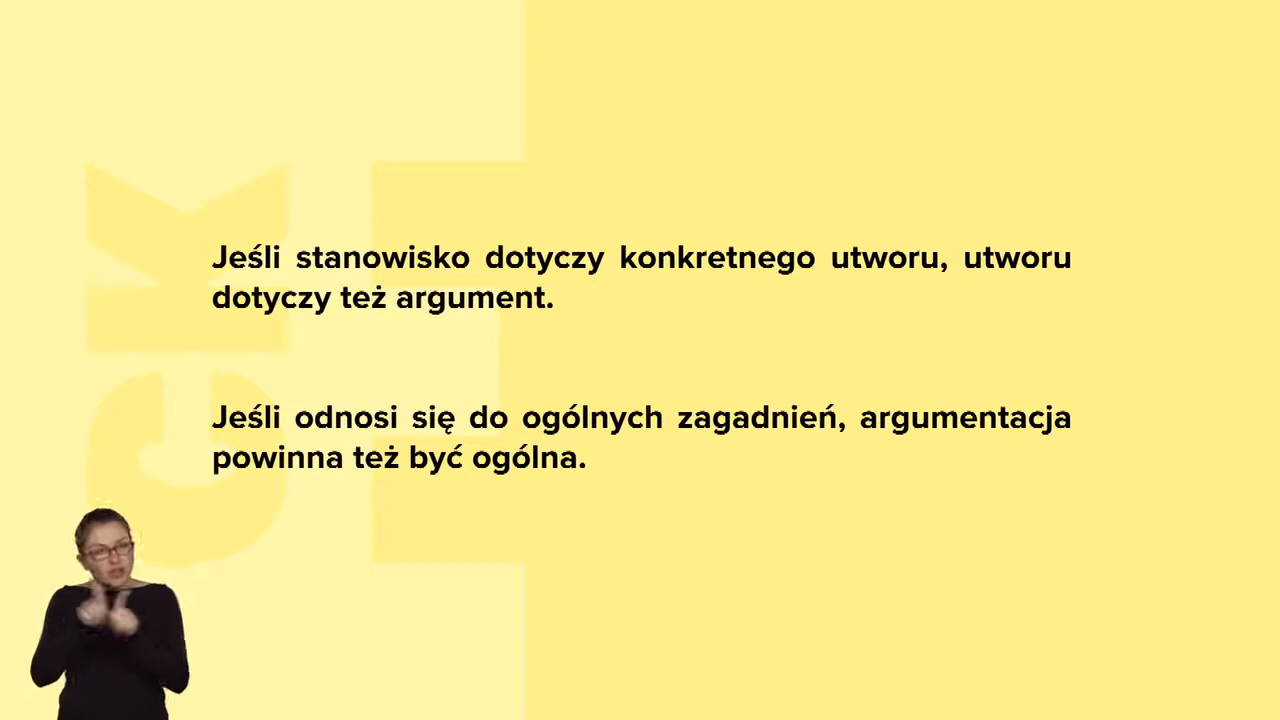 Jeśli stanowisko dotyczy konkretnego utworu, utworu
dotyczy też argument.
Jeśli odnosi się do ogólnych zagadnień, argumentacja
powinna też być ogólna.